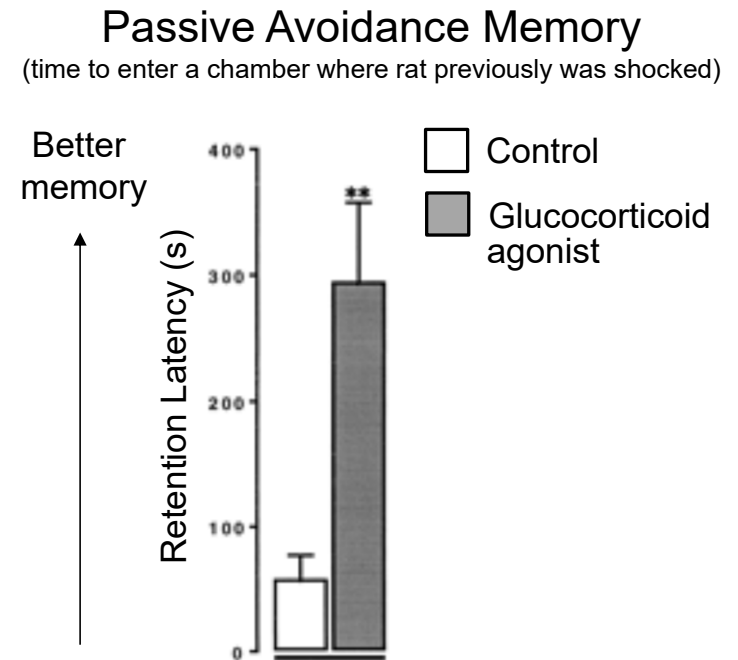 Passive Avoidance Memory
(time to enter a chamber where rat previously was shocked)
Better
memory
Retention Latency (s)
400
300
200
100
0
**
Control
Glucocorticoid
agonist